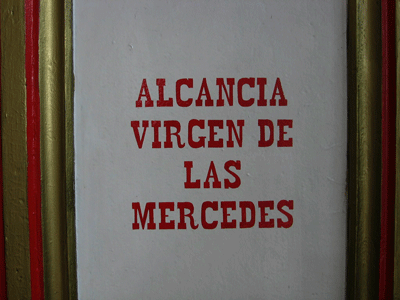 ALCANCIA
VIRGEN DE
LAS
MERCEDES